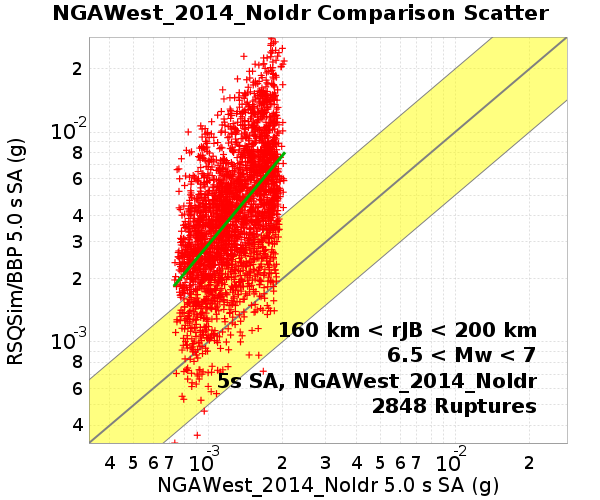 NGAWest_2014_NoIdr Comparison Scatter
RSQSim/BBP 5.0 s SA (g)
2
10-2
8
6
4
3
2
10-3
8
6
4
160 km < rJB < 200 km
6.5 < Mw < 7
5s SA, NGAWest_2014_NoIdr
2848 Ruptures
4 5 6 7 10-3 2 3 4 5 6 7 10-2 2
NGAWest_2014_NoIdr 5.0 s SA (g)